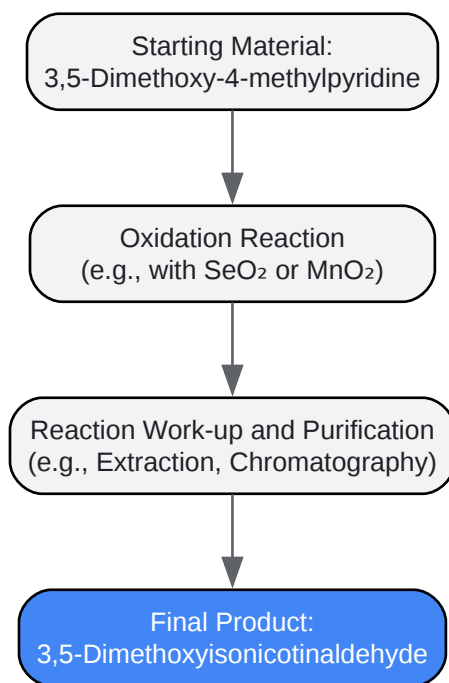 Starting Material:
3,5-Dimethoxy-4-methylpyridine
Oxidation Reaction
(e.g., with SeO₂ or MnO₂)
Reaction Work-up and Purification
(e.g., Extraction, Chromatography)
Final Product:
3,5-Dimethoxyisonicotinaldehyde